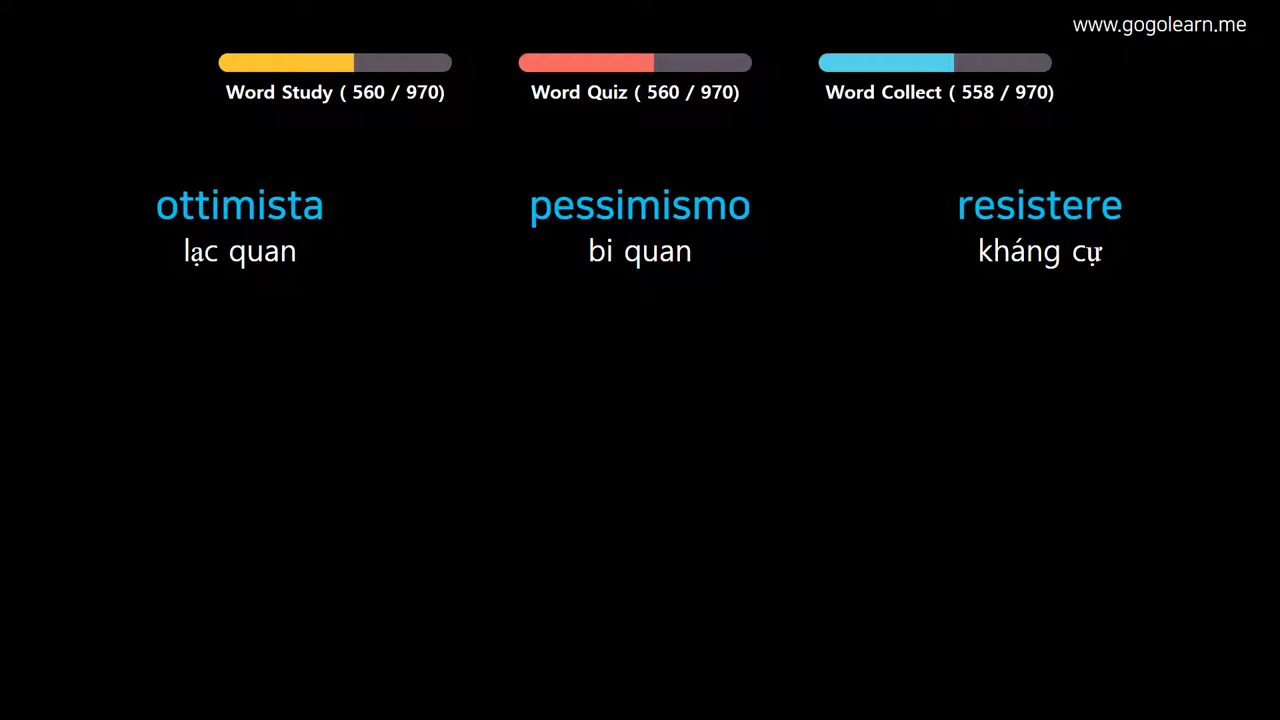 www.gogolearn.me
Word Study ( 560 / 970)
Word Quiz ( 560 / 970)
Word Collect ( 558 / 970)
ottimista
lạc quan
pessimismo
bi quan
resistere
kháng cự